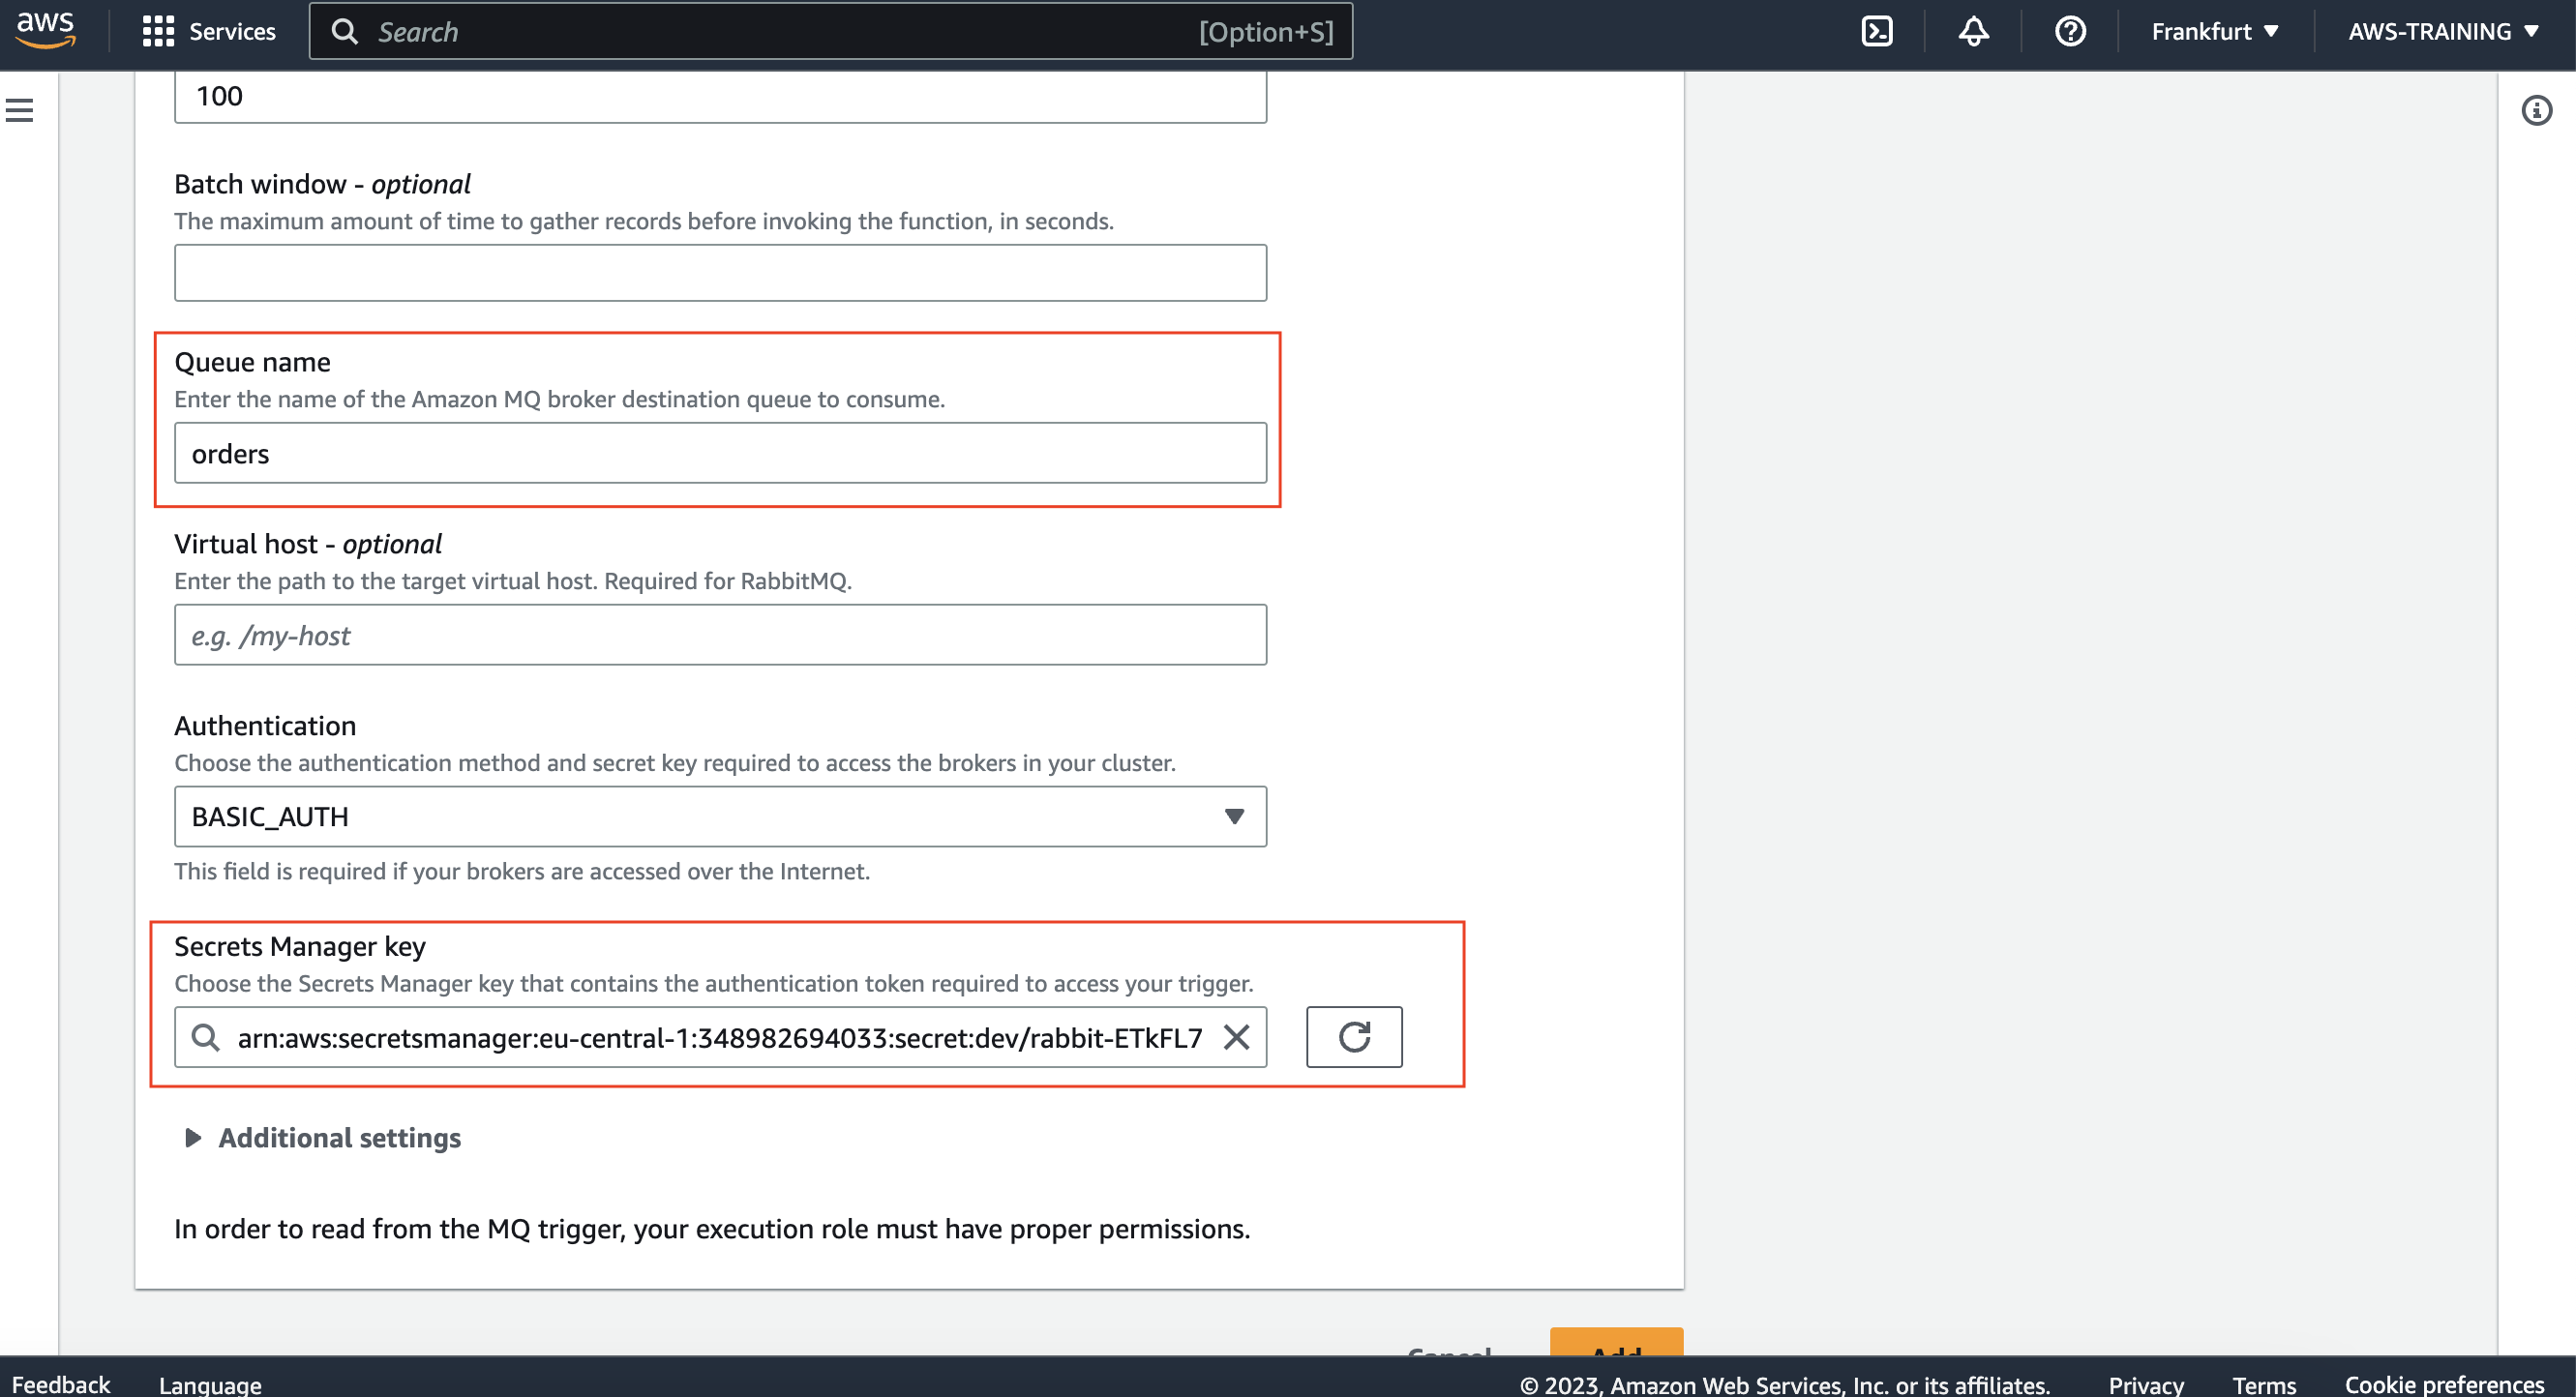 aws
Services
Search
[Option+S]
Frankfurt
AWS-TRAINING
100
Batch window - optional
The maximum amount of time to gather records before invoking the function, in seconds.
Queue name
Enter the name of the Amazon MQ broker destination queue to consume.
orders
Virtual host - optional
Enter the path to the target virtual host. Required for RabbitMQ.
e.g. /my-host
Authentication
Choose the authentication method and secret key required to access the brokers in your cluster.
BASIC_AUTH
This field is required if your brokers are accessed over the Internet.
Secrets Manager key
Choose the Secrets Manager key that contains the authentication token required to access your trigger.
arn:aws:secretsmanager:eu-central-1:348982694033:secret:dev/rabbit-ETkFL7
Additional settings
In order to read from the MQ trigger, your execution role must have proper permissions.
Cancel
Add
Feedback
Language
© 2023, Amazon Web Services, Inc. or its affiliates.
Privacy
Terms
Cookie preferences